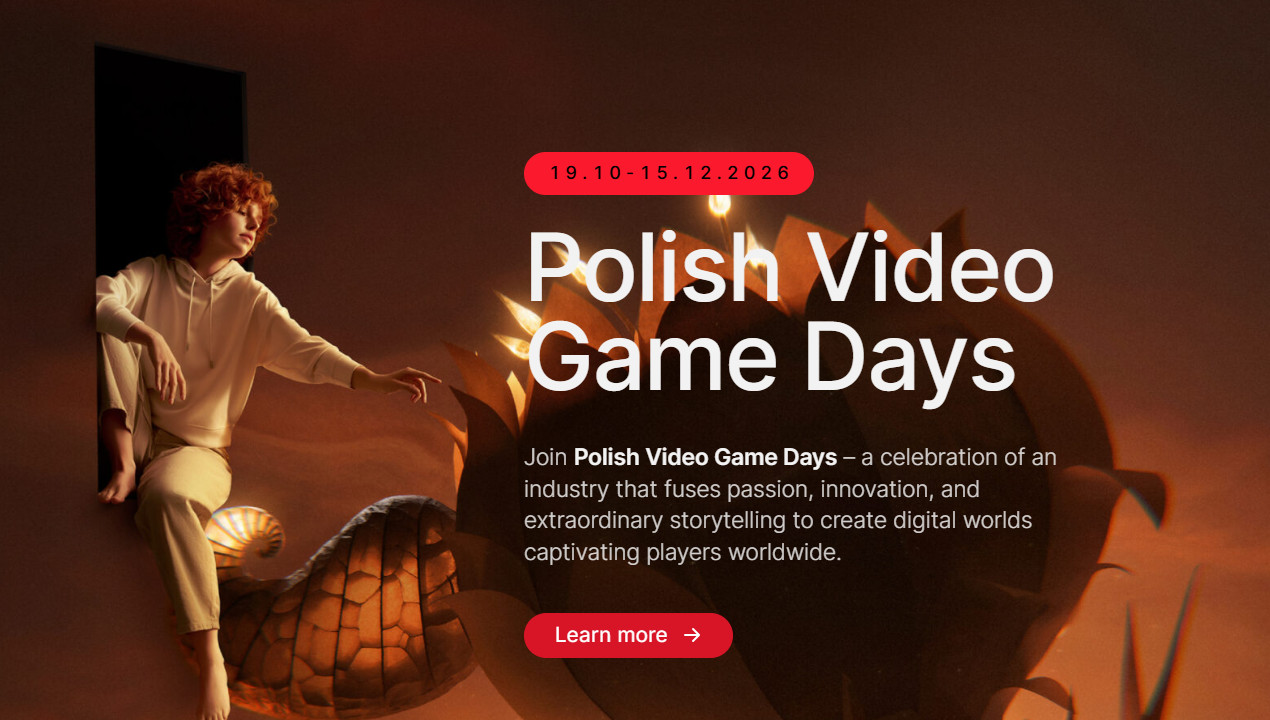 19.10-15.12.2026
Polish Video
Game Days
Join Polish Video Game Days – a celebration of an
industry that fuses passion, innovation, and
extraordinary storytelling to create digital worlds
captivating players worldwide.
Learn more →